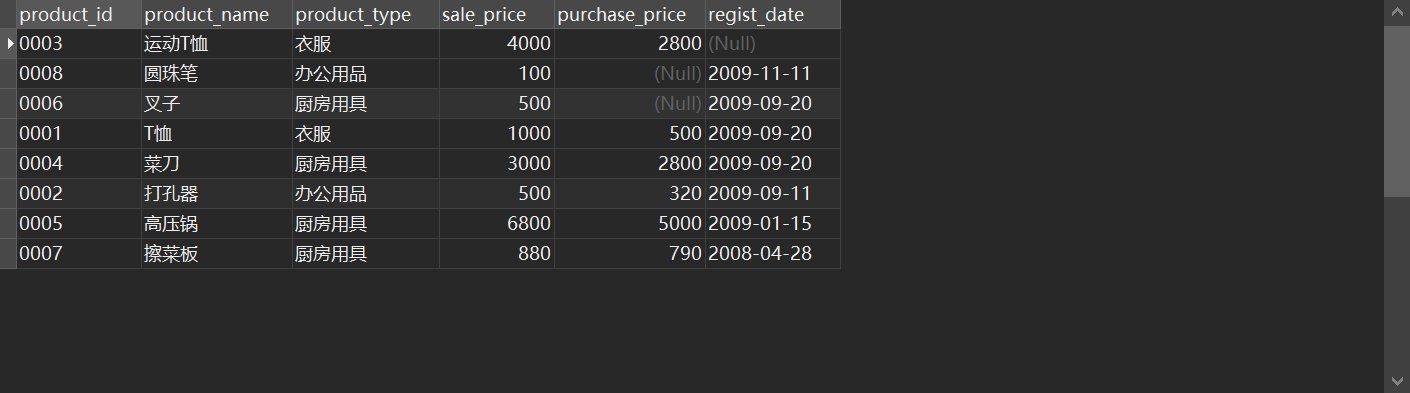 product_id product_name product_type sale_price purchase_price regist_date
0003 运动T恤 衣服 4000 2800 (Null)
0008 圆珠笔 办公用品 100 (Null) 2009-11-11
0006 叉子 厨房用具 500 (Null) 2009-09-20
0001 T恤 衣服 1000 500 2009-09-20
0004 菜刀 厨房用具 3000 2800 2009-09-20
0002 打孔器 办公用品 500 320 2009-09-11
0005 高压锅 厨房用具 6800 5000 2009-01-15
0007 擦菜板 厨房用具 880 790 2008-04-28